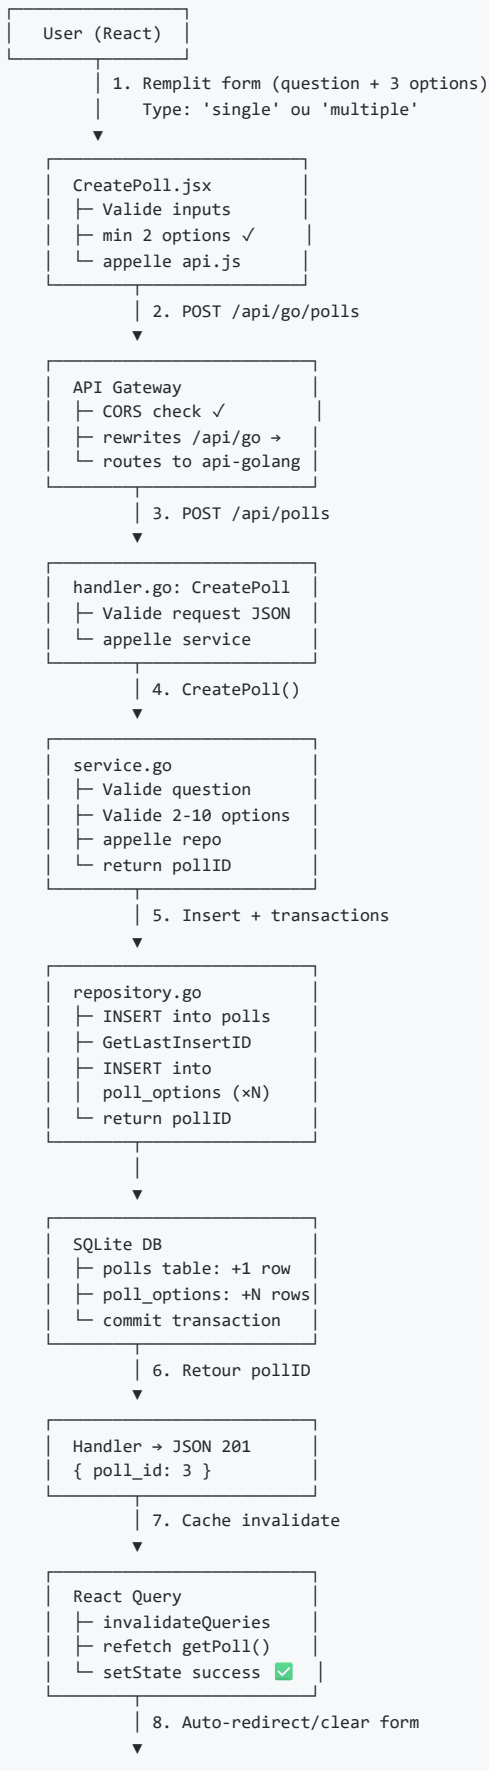 User (React)
1. Remplit form (question + 3 options)
Type: 'single' ou 'multiple'
▼
CreatePoll.jsx
├─ Valide inputs
├─ min 2 options ✓
└─ appelle api.js
2. POST /api/go/polls
▼
API Gateway
├─ CORS check ✓
├─ rewrites /api/go →
└─ routes to api-golang
3. POST /api/polls
▼
handler.go: CreatePoll
├─ Valide request JSON
└─ appelle service
4. CreatePoll()
▼
service.go
├─ Valide question
├─ Valide 2-10 options
├─ appelle repo
└─ return pollID
5. Insert + transactions
▼
repository.go
├─ INSERT into polls
├─ GetLastInsertID
├─ INSERT into
│  poll_options (×N)
└─ return pollID
▼
SQLite DB
├─ polls table: +1 row
├─ poll_options: +N rows
└─ commit transaction
6. Retour pollID
▼
Handler → JSON 201
{ poll_id: 3 }
7. Cache invalidate
▼
React Query
├─ invalidateQueries
├─ refetch getPoll()
└─ setState success ✅
8. Auto-redirect/clear form
▼